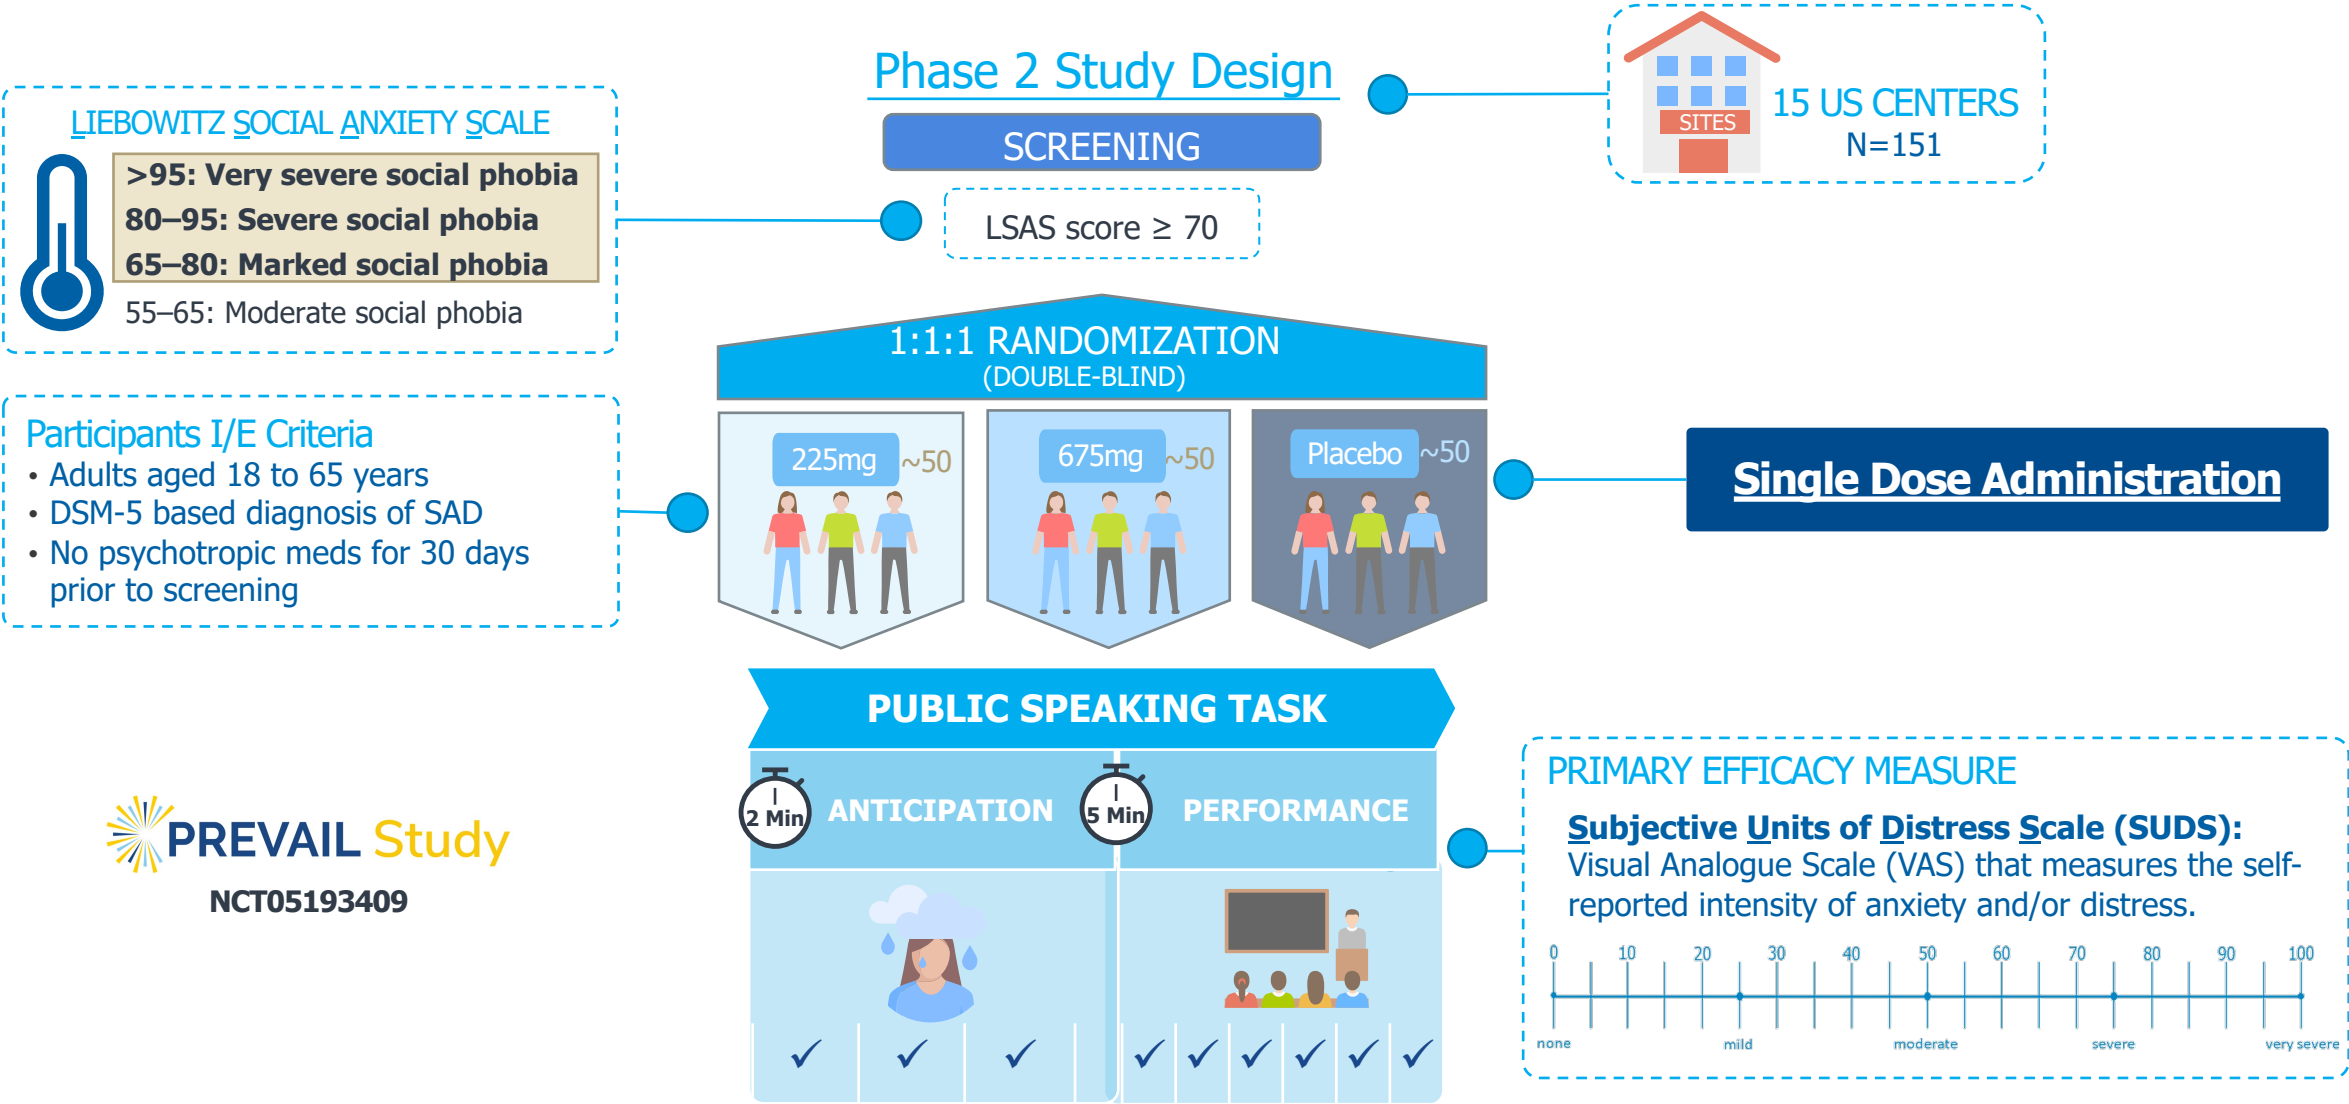 Phase 2 Study Design
SITES
15 US CENTERS
N=151
SCREENING
LSAS score ≥ 70
LIEBOWITZ SOCIAL ANXIETY SCALE
>95: Very severe social phobia
80–95: Severe social phobia
65–80: Marked social phobia
55–65: Moderate social phobia
1:1:1 RANDOMIZATION
(DOUBLE-BLIND)
Participants I/E Criteria
• Adults aged 18 to 65 years
• DSM-5 based diagnosis of SAD
• No psychotropic meds for 30 days
prior to screening
225mg ~50
675mg ~50
Placebo ~50
Single Dose Administration
PUBLIC SPEAKING TASK
2 Min ANTICIPATION
5 Min PERFORMANCE
PREVAIL Study
NCT05193409
PRIMARY EFFICACY MEASURE
Subjective Units of Distress Scale (SUDS):
Visual Analogue Scale (VAS) that measures the self-
reported intensity of anxiety and/or distress.
0 10 20 30 40 50 60 70 80 90 100
none mild moderate severe very severe